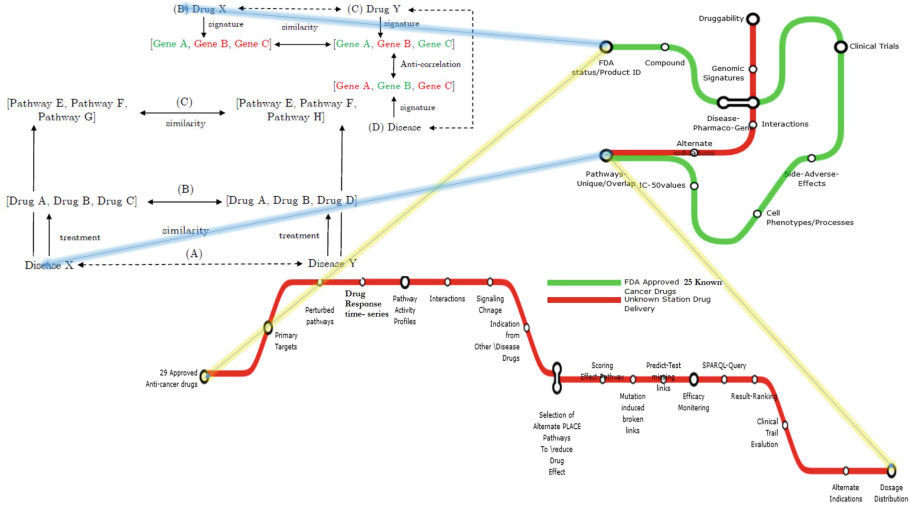 (B) Drug X
(C) Drug Y
signature
similarity
signature
[Gene A, Gene B, Gene C]
[Gene A, Gene B, Gene C]
Anti-correlation
[Gene A, Gene B, Gene C]
signature
(D) Disease
[Pathway E, Pathway F,
Pathway G]
(C)
similarity
[Pathway E, Pathway F,
Pathway H]
[Drug A, Drug B, Drug C]
(B)
similarity
[Drug A, Drug B, Drug D]
treatment
treatment
(A)
Disease X
Disease Y
Druggability
Clinical Trials
FDA
status/Product ID
Compound
Genomic
Signatures
Disease-
Pharmaco-Gen
Interactions
Alternate
indications
Pathways-
Unique/Overlap
IC-50values
Side-Adverse-
Effects
Cell
Phenotypes/Processes
FDA Approved 25 Known
Cancer Drugs
Unknown Station Drug
Delivery
29 Approved
Anti-cancer drugs
Primary
Targets
Perturbed
pathways
Drug
Response
time- series
Pathway
Activity
Profiles
Interactions
Signaling
Chnage
Indication
from
Other \Disease
Drugs
Selection of
Alternate PLACE
Pathways
To \reduce
Drug
Effect
Scoring
Effect-Pathway
Mutation
induced
broken
links
Predict-Test
missing
links
Efficacy
Monitering
SPARQL-Query
Result-Ranking
Clinical
Trail
Evalution
Alternate
Indications
Dosage
Distribution